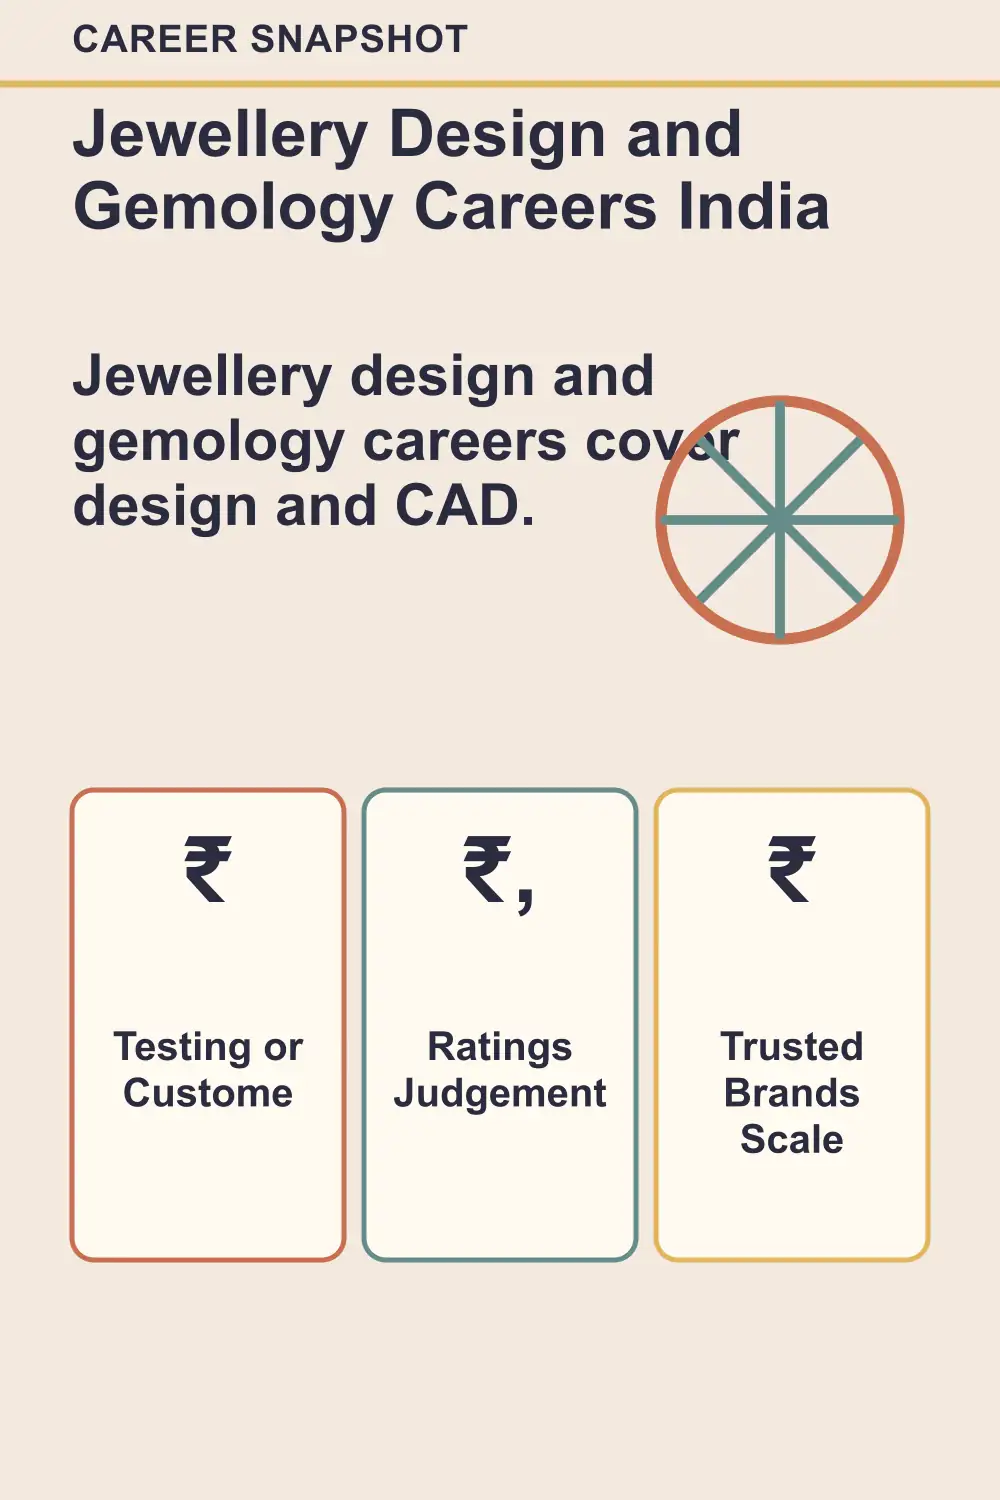 CAREER SNAPSHOT
Jewellery Design and
Gemology Careers India
Jewellery design and
gemology careers cover
design and CAD.
₹
Testing or
Custome
₹,
Ratings
Judgement
₹
Trusted
Brands
Scale